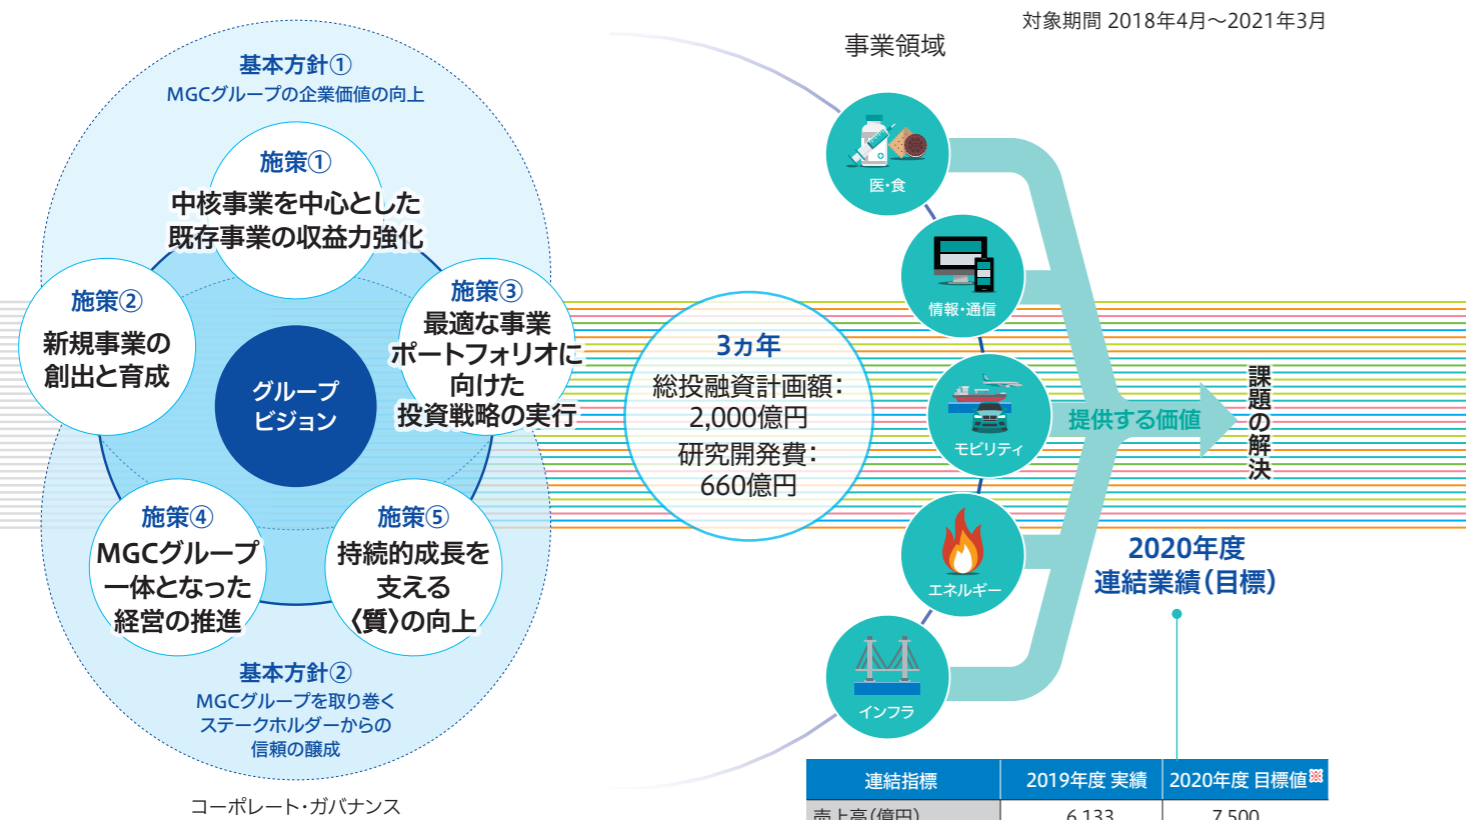 対象期間 2018年4月～2021年3月
基本方針①
MGCグループの企業価値の向上
施策①
中核事業を中心とした
既存事業の収益力強化
施策②
新規事業の
創出と育成
施策③
最適な事業
ポートフォリオに
向けた
投資戦略の実行
グループ
ビジョン
施策④
MGCグループ
一体となった
経営の推進
施策⑤
持続的成長を
支える
〈質〉の向上
基本方針②
MGCグループを取り巻く
ステークホルダーからの
信頼の醸成
コーポレート・ガバナンス
3ヵ年
総投融資計画額：
2,000億円
研究開発費：
660億円
事業領域
医・食
情報・通信
モビリティ
エネルギー
インフラ
提供する価値
課題の解決
2020年度
連結業績（目標）
連結指標 2019年度 実績 2020年度 目標値※
売上高（億円） 6,133 7,500